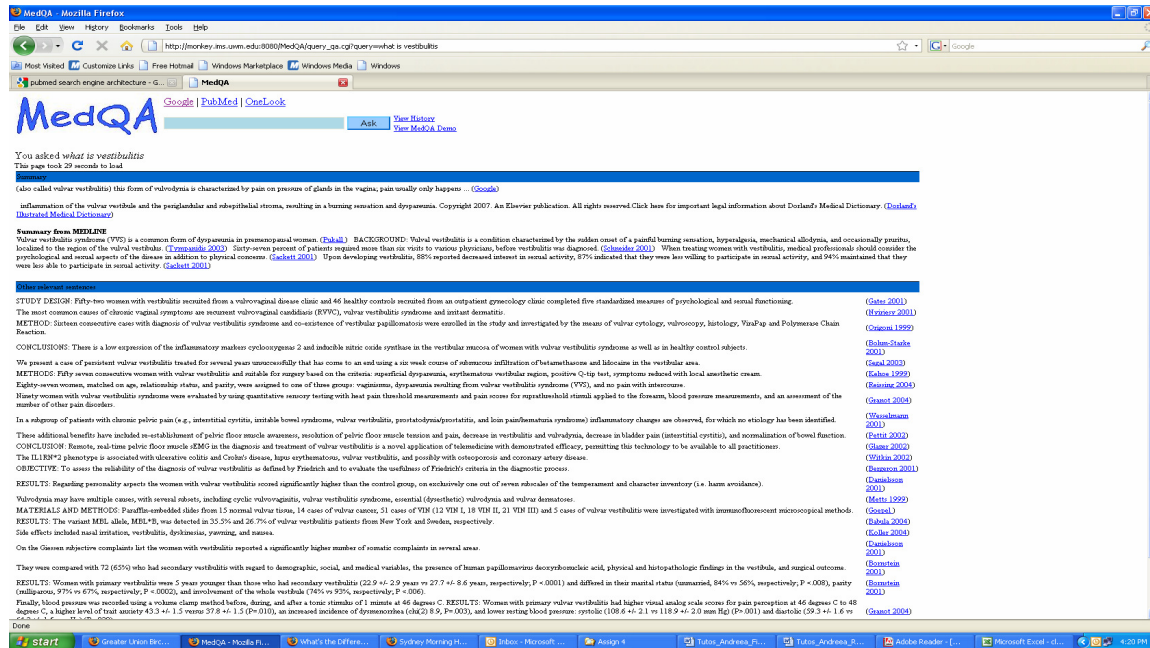 MedQA - Mozilla Firefox
File Edit View History Bookmarks Tools Help
http://monkey.ims.uwm.edu:8080/MedQA/query_qa.cgi?query=what is vestibulitis
Google
Most Visited Customize Links Free Hotmail Windows Marketplace Windows Media Windows
pubmed search engine architecture - G... MedQA
MedQA
Google | PubMed | OneLook
Ask
View History
View MedQA Demo
You asked what is vestibulitis
This page took 29 seconds to load
Summary
(also called vulvar vestibulitis) this form of vulvodynia is characterized by pain on pressure of glands in the vagina; pain usually only happens ... (Google)
inflammation of the vulvar vestibule and the periglandular and subepithelial stroma, resulting in a burning sensation and dyspareunia. Copyright 2007. An Elsevier publication. All rights reserved.Click here for important legal information about Dorland's Medical Dictionary. (Dorland's
Illustrated Medical Dictionary)
Summary from MEDLINE
Vulvar vestibulitis syndrome (VVS) is a common form of dyspareunia in premenopausal women. (Pukall ) BACKGROUND: Vulval vestibulitis is a condition characterized by the sudden onset of a painful burning sensation, hyperalgesia, mechanical allodynia, and occasionally pruritus,
localized to the region of the vulval vestibulus. (Tympanidis 2003) Sixty-seven percent of patients required more than six visits to various physicians, before vestibulitis was diagnosed. (Schneider 2001) When treating women with vestibulitis, medical professionals should consider the
psychological and sexual aspects of the disease in addition to physical concerns. (Sackett 2001) Upon developing vestibulitis, 88% reported decreased interest in sexual activity, 87% indicated that they were less willing to participate in sexual activity, and 94% maintained that they
were less able to participate in sexual activity. (Sackett 2001)
Other relevant sentences
STUDY DESIGN: Fifty-two women with vestibulitis recruited from a vulvovaginal disease clinic and 46 healthy controls recruited from an outpatient gynecology clinic completed five standardized measures of psychological and sexual functioning. (Gates 2001)
The most common causes of chronic vaginal symptoms are recurrent vulvovaginal candidiasis (RVVC), vulvar vestibulitis syndrome and irritant dermatitis. (Nyirjesy 2001)
METHOD: Sixteen consecutive cases with diagnosis of vulvar vestibulitis syndrome and co-existence of vestibular papillomatosis were enrolled in the study and investigated by the means of vulvar cytology, vulvoscopy, histology, ViraPap and Polymerase Chain
Reaction. (Origoni 1999)
CONCLUSIONS: There is a low expression of the inflammatory markers cyclooxygenas 2 and inducible nitric oxide synthase in the vestibular mucosa of women with vulvar vestibulitis syndrome as well as in healthy control subjects. (Bohm-Starke
2001)
We present a case of persistent vulvar vestibulitis treated for several years unsuccessfully that has come to an end using a six week course of submucous infiltration of betamethasone and lidocaine in the vestibular area. (Segal 2003)
METHODS: Fifty seven consecutive women with vulvar vestibulitis and suitable for surgery based on the criteria: superficial dyspareunia, erythematous vestibular region, positive Q-tip test, symptoms reduced with local anesthetic cream. (Kehoe 1999)
Eighty-seven women, matched on age, relationship status, and parity, were assigned to one of three groups: vaginismus, dyspareunia resulting from vulvar vestibulitis syndrome (VVS), and no pain with intercourse. (Reissing 2004)
Ninety women with vulvar vestibulitis syndrome were evaluated by using quantitative sensory testing with heat pain threshold measurements and pain scores for suprathreshold stimuli applied to the forearm, blood pressure measurements, and an assessment of the
number of other pain disorders. (Granot 2004)
In a subgroup of patients with chronic pelvic pain (e.g., interstitial cystitis, irritable bowel syndrome, vulvar vestibulitis, prostatodynia/prostatitis, and loin pain/hematuria syndrome) inflammatory changes are observed, for which no etiology has been identified. (Wesselmann
2001)
These additional benefits have included re-establishment of pelvic floor muscle awareness, resolution of pelvic floor muscle tension and pain, decrease in vestibulitis and vulvadynia, decrease in bladder pain (interstitial cystitis), and normalization of bowel function. (Pettit 2002)
CONCLUSION: Remote, real-time pelvic floor muscle sEMG in the diagnosis and treatment of vulvar vestibulitis is a novel application of telemedicine with demonstrated efficacy, permitting this technology to be available to all practitioners. (Glazer 2002)
The IL1RN*2 phenotype is associated with ulcerative colitis and Crohn's disease, lupus erythematosus, vulvar vestibulitis, and possibly with osteoporosis and coronary artery disease. (Witkin 2002)
OBJECTIVE: To assess the reliability of the diagnosis of vulvar vestibulitis as defined by Friedrich and to evaluate the usefulness of Friedrich's criteria in the diagnostic process. (Bergeron 2001)
RESULTS: Regarding personality aspects the women with vulvar vestibulitis scored significantly higher than the control group, on exclusively one out of seven subscales of the temperament and character inventory (i.e. harm avoidance). (Danielsson
2001)
Vulvodynia may have multiple causes, with several subsets, including cyclic vulvovaginitis, vulvar vestibulitis syndrome, essential (dysesthetic) vulvodynia and vulvar dermatoses. (Metts 1999)
MATERIALS AND METHODS: Paraffin-embedded slides from 15 normal vulvar tissue, 14 cases of vulvar cancer, 51 cases of VIN (12 VIN I, 18 VIN II, 21 VIN III) and 5 cases of vulvar vestibulitis were investigated with immunofluorescent microscopical methods. (Goepel )
RESULTS: The variant MBL allele, MBL*B, was detected in 35.5% and 26.7% of vulvar vestibulitis patients from New York and Sweden, respectively. (Babula 2004)
Side effects included nasal irritation, vestibulitis, dyskinesias, yawning, and nausea. (Koller 2004)
On the Giessen subjective complaints list the women with vestibulitis reported a significantly higher number of somatic complaints in several areas. (Danielsson
2001)
They were compared with 72 (65%) who had secondary vestibulitis with regard to demographic, social, and medical variables, the presence of human papillomavirus deoxyribonucleic acid, physical and histopathologic findings in the vestibule, and surgical outcome. (Bornstein
2001)
RESULTS: Women with primary vestibulitis were 5 years younger than those who had secondary vestibulitis (22.9 +/- 2.9 years vs 27.7 +/- 8.6 years, respectively; P <.0001) and differed in their marital status (unmarried, 84% vs 56%, respectively; P <.008), parity
(nulliparous, 97% vs 67%, respectively; P <.0002), and involvement of the whole vestibule (74% vs 93%, respectively; P <.006). (Bornstein
2001)
Finally, blood pressure was recorded using a volume clamp method before, during, and after a tonic stimulus of 1 minute at 46 degrees C. RESULTS: Women with primary vulvar vestibulitis had higher visual analog scale scores for pain perception at 46 degrees C to 48
degrees C, a higher level of trait anxiety 43.3 +/- 1.5 versus 37.8 +/- 1.5 (P=.010), an increased incidence of dysmenorrhea (chi(2) 8.9, P=.003), and lower resting blood pressure: systolic (108.6 +/- 2.1 vs 118.9 +/- 2.0 mm Hg) (P>.001) and diastolic (59.3 +/- 1.6 vs (Granot 2004)
Done
start Greater Union Birc... MedQA - Mozilla Fi... What's the Differe... Sydney Morning H... Inbox - Microsoft ... Assign 4 Tutos_Andreea_Fi... Tutos_Andreea_R... Adobe Reader - [... Microsoft Excel - cl... 4:20 PM